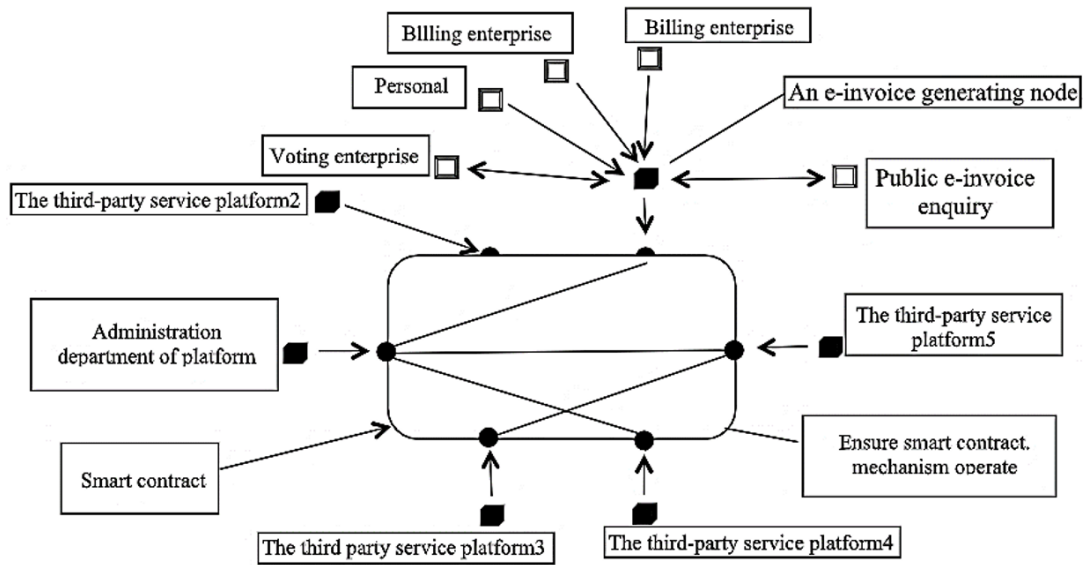 BIlling enterprise
Billing enterprise
Personal
An e-invoice generating node
Voting enterprise
Public e-invoice
enquiry
The third-party service platform2
Administration
department of platform
The third-party service
platform5
Smart contract
Ensure smart contract.
mechanism operate
The third party service platform3
The third-party service platform4